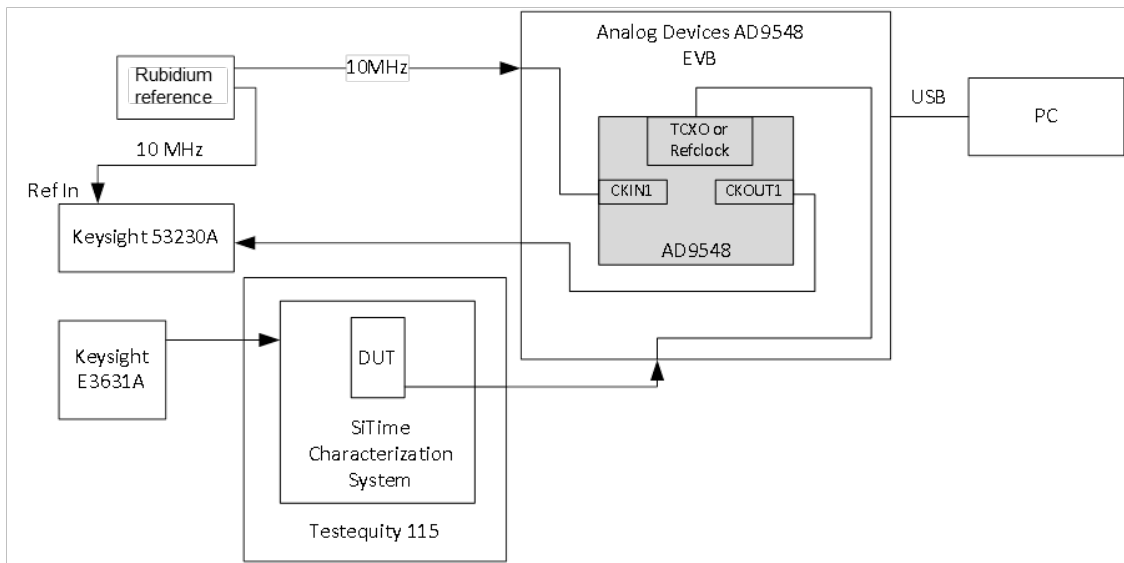 Analog Devices AD9548
EVB
Rubidium
reference
10MHz
USB
PC
TCXO or
Refclock
10 MHz
Ref In
CKIN1
CKOUT1
Keysight 53230A
AD9548
Keysight
E3631A
DUT
SiTime
Characterization
System
Testequity 115